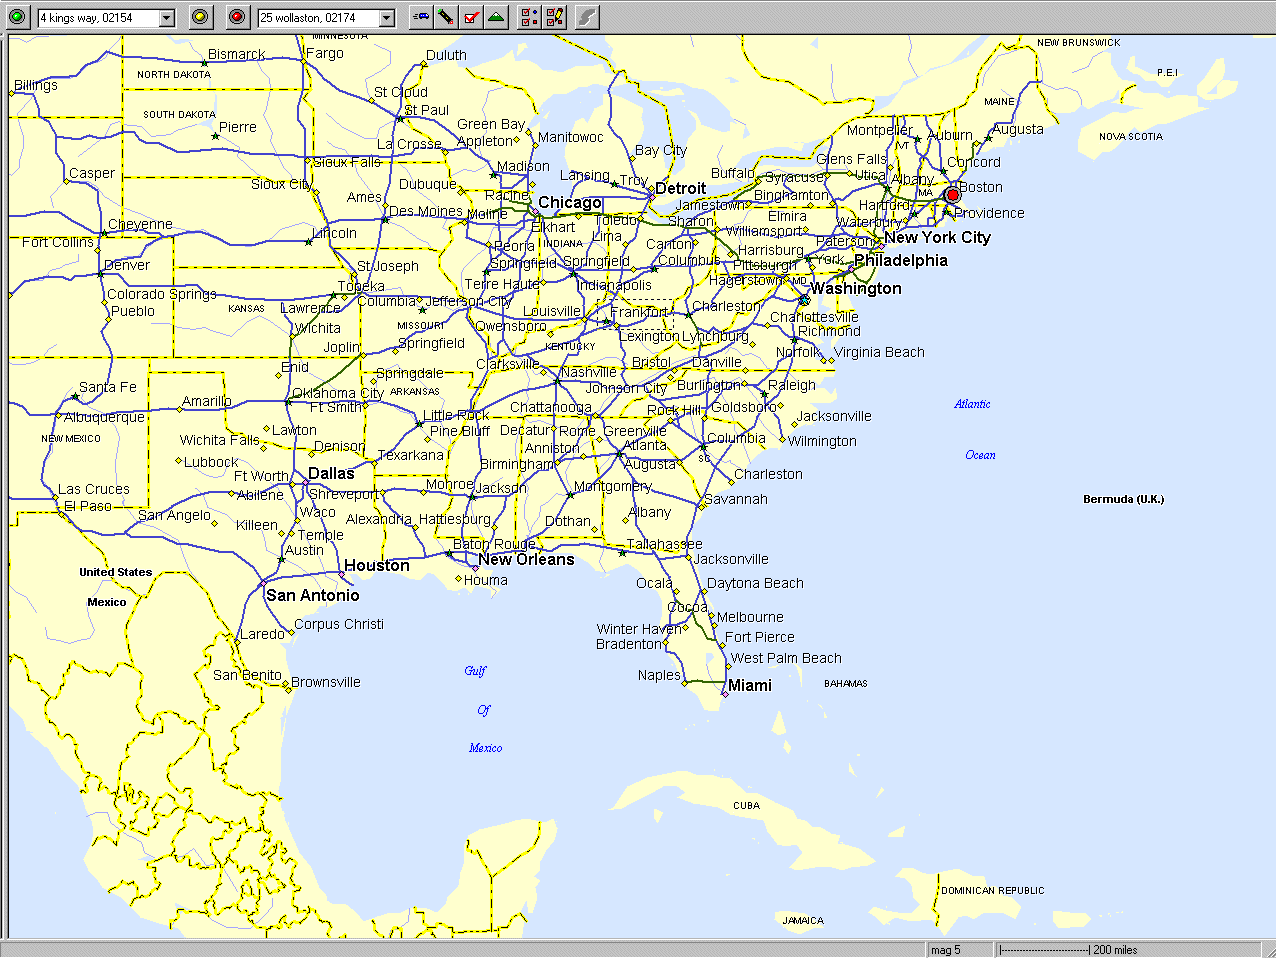 4 kings way, 02154
25 wollaston, 02174
MINNESOTA
NEW BRUNSWICK
Bismarck
Fargo
Duluth
NORTH DAKOTA
P.E.I
Billings
St Cloud
MAINE
SOUTH DAKOTA
St Paul
Pierre
Green Bay
Manitowoc
Montpelier
Auburn
Augusta
NOVA SCOTIA
Appleton
La Crosse
VT
Bay City
Sioux Falls
Madison
Glens Falls
Concord
Casper
Sioux City
Dubuque
Lansing
Troy
Detroit
Buffalo
Syracuse
Utica
Albany
Boston
Ames
Racine
Chicago
Jamestown
Binghamton
MA
Hartford
Des Moines
Moline
Toledo
Sharon
Elmira
Waterbury
Providence
Cheyenne
Lincoln
Elkhart
Lima
Williamsport
New York City
Fort Collins
Peoria
INDIANA
Canton
Harrisburg
Paterson
Denver
St Joseph
Springfield
Springfield
Columbus
Pittsburgh
York
Philadelphia
Topeka
Terre Haute
Indianapolis
Hagerstown
MD
Washington
Colorado Springs
Pueblo
KANSAS
Lawrence
Columbia
Jefferson City
Louisville
Frankfort
Charleston
Charlottesville
Wichita
MISSOURI
Owensboro
Lexington
Lynchburg
Richmond
Joplin
Springfield
KENTUCKY
Norfolk
Virginia Beach
Enid
Springdale
Clarksville
Nashville
Bristol
Danville
Santa Fe
Oklahoma City
ARKANSAS
Johnson City
Burlington
Raleigh
Amarillo
Ft Smith
Chattanooga
Rock Hill
Goldsboro
Atlantic
Albuquerque
Little Rock
Jacksonville
Lawton
Pine Bluff
Decatur
Rome
Greenville
NEW MEXICO
Wichita Falls
Denison
Anniston
Atlanta
Columbia
Wilmington
Lubbock
Texarkana
Birmingham
Augusta
SC
Ocean
Ft Worth
Dallas
Charleston
Las Cruces
Abilene
Shreveport
Monroe
Jackson
Montgomery
Savannah
Bermuda (U.K.)
El Paso
San Angelo
Waco
Killeen
Alexandria
Hattiesburg
Dothan
Albany
Temple
Austin
Baton Rouge
Tallahassee
Houston
New Orleans
Jacksonville
United States
Houma
Ocala
Daytona Beach
Mexico
San Antonio
Cocoa
Melbourne
Corpus Christi
Winter Haven
Laredo
Bradenton
Fort Pierce
West Palm Beach
San Benito
Brownsville
Gulf
Naples
Miami
BAHAMAS
Of
Mexico
CUBA
DOMINICAN REPUBLIC
JAMAICA
mag 5
200 miles